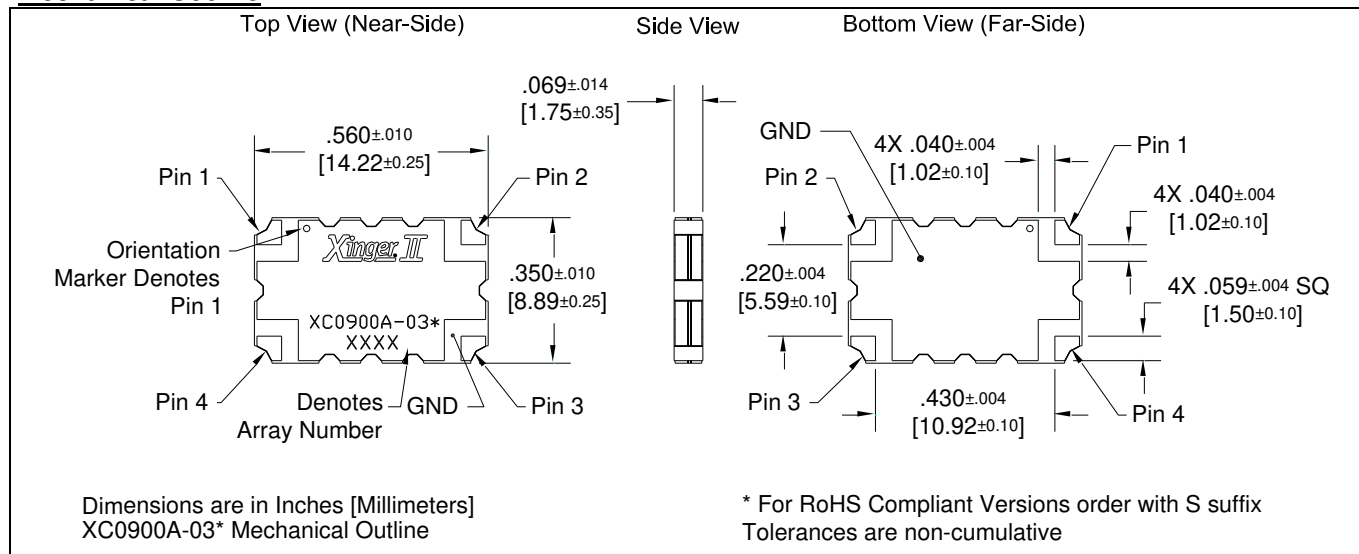 Top View (Near-Side)
Side View
Bottom View (Far-Side)
.069±.014
[1.75±0.35]
.560±.010
[14.22±0.25]
GND
4X .040±.004
[1.02±0.10]
Pin 1
Pin 1
Pin 2
Pin 2
4X .040±.004
[1.02±0.10]
Orientation
Marker Denotes
Pin 1
Xinger II
.350±.010
[8.89±0.25]
.220±.004
[5.59±0.10]
4X .059±.004 SQ
[1.50±0.10]
XC0900A-03*
XXXX
Pin 4
Denotes
Array Number
GND
Pin 3
Pin 3
.430±.004
[10.92±0.10]
Pin 4
Dimensions are in Inches [Millimeters]
XC0900A-03* Mechanical Outline
* For RoHS Compliant Versions order with S suffix
Tolerances are non-cumulative